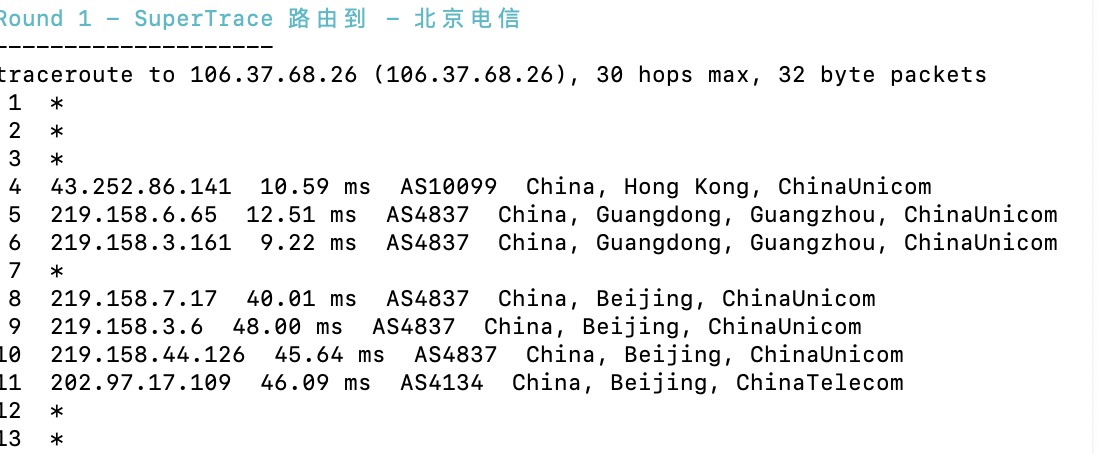 Round 1 - SuperTrace 路由到 - 北京电信
--------------------
traceroute to 106.37.68.26 (106.37.68.26), 30 hops max, 32 byte packets
1 *
2 *
3 *
4 43.252.86.141 10.59 ms AS10099 China, Hong Kong, ChinaUnicom
5 219.158.6.65 12.51 ms AS4837 China, Guangdong, Guangzhou, ChinaUnicom
6 219.158.3.161 9.22 ms AS4837 China, Guangdong, Guangzhou, ChinaUnicom
7 *
8 219.158.7.17 40.01 ms AS4837 China, Beijing, ChinaUnicom
9 219.158.3.6 48.00 ms AS4837 China, Beijing, ChinaUnicom
10 219.158.44.126 45.64 ms AS4837 China, Beijing, ChinaUnicom
11 202.97.17.109 46.09 ms AS4134 China, Beijing, ChinaTelecom
12 *
13 *